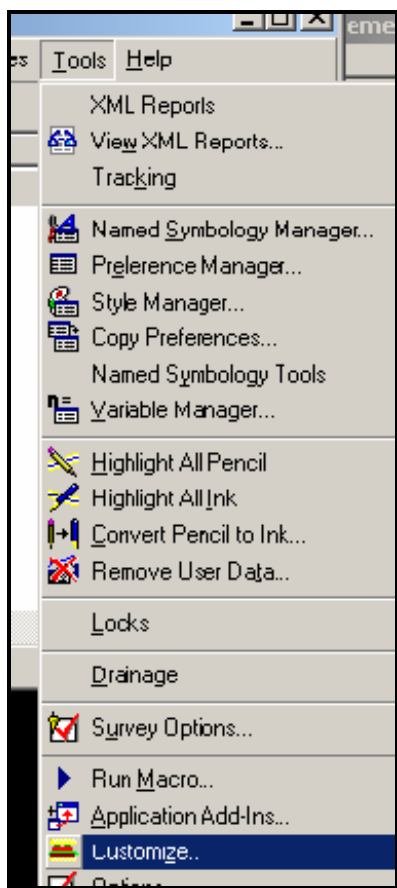 eme
es Tools Help
XML Reports
View XML Reports...
Tracking
Named Symbology Manager...
Preference Manager...
Style Manager...
Copy Preferences...
Named Symbology Tools
Variable Manager...
Highlight All Pencil
Highlight All Ink
Convert Pencil to Ink...
Remove User Data...
Locks
Drainage
Survey Options...
Run Macro...
Application Add-Ins...
Customize..